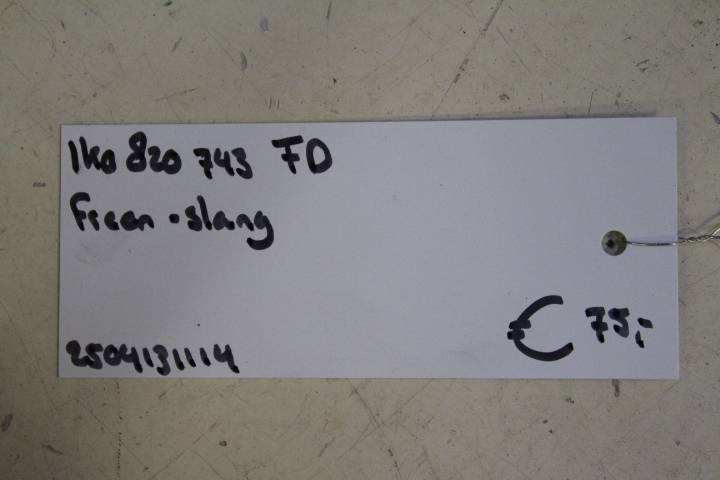 1k0 820 743 FD
Freon-slang
2504131114
€ 75,-